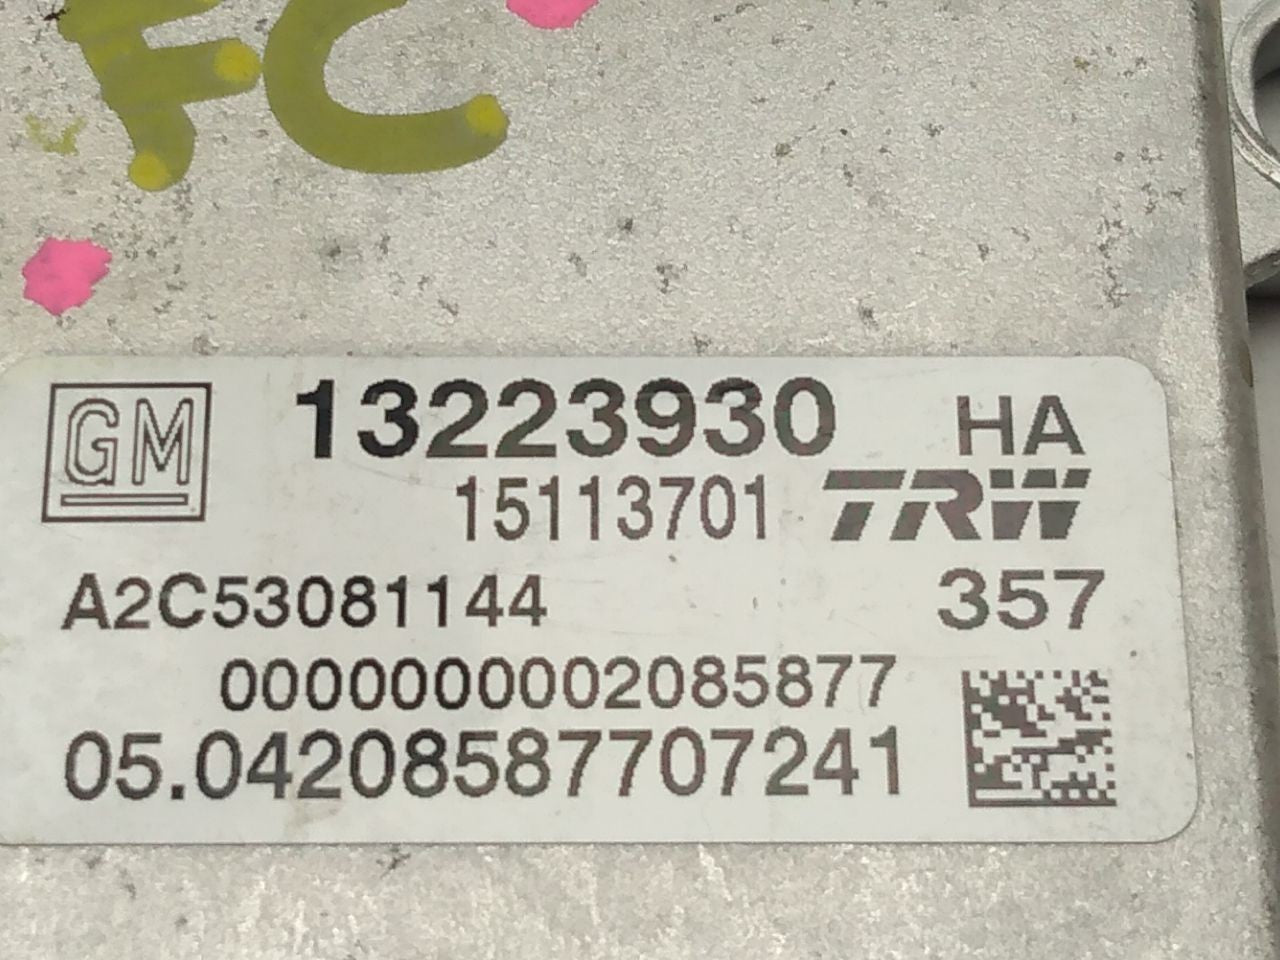 FC
GM 13223930 HA
15113701 TRW
A2C53081144 357
0000000002085877
05.04208587707241